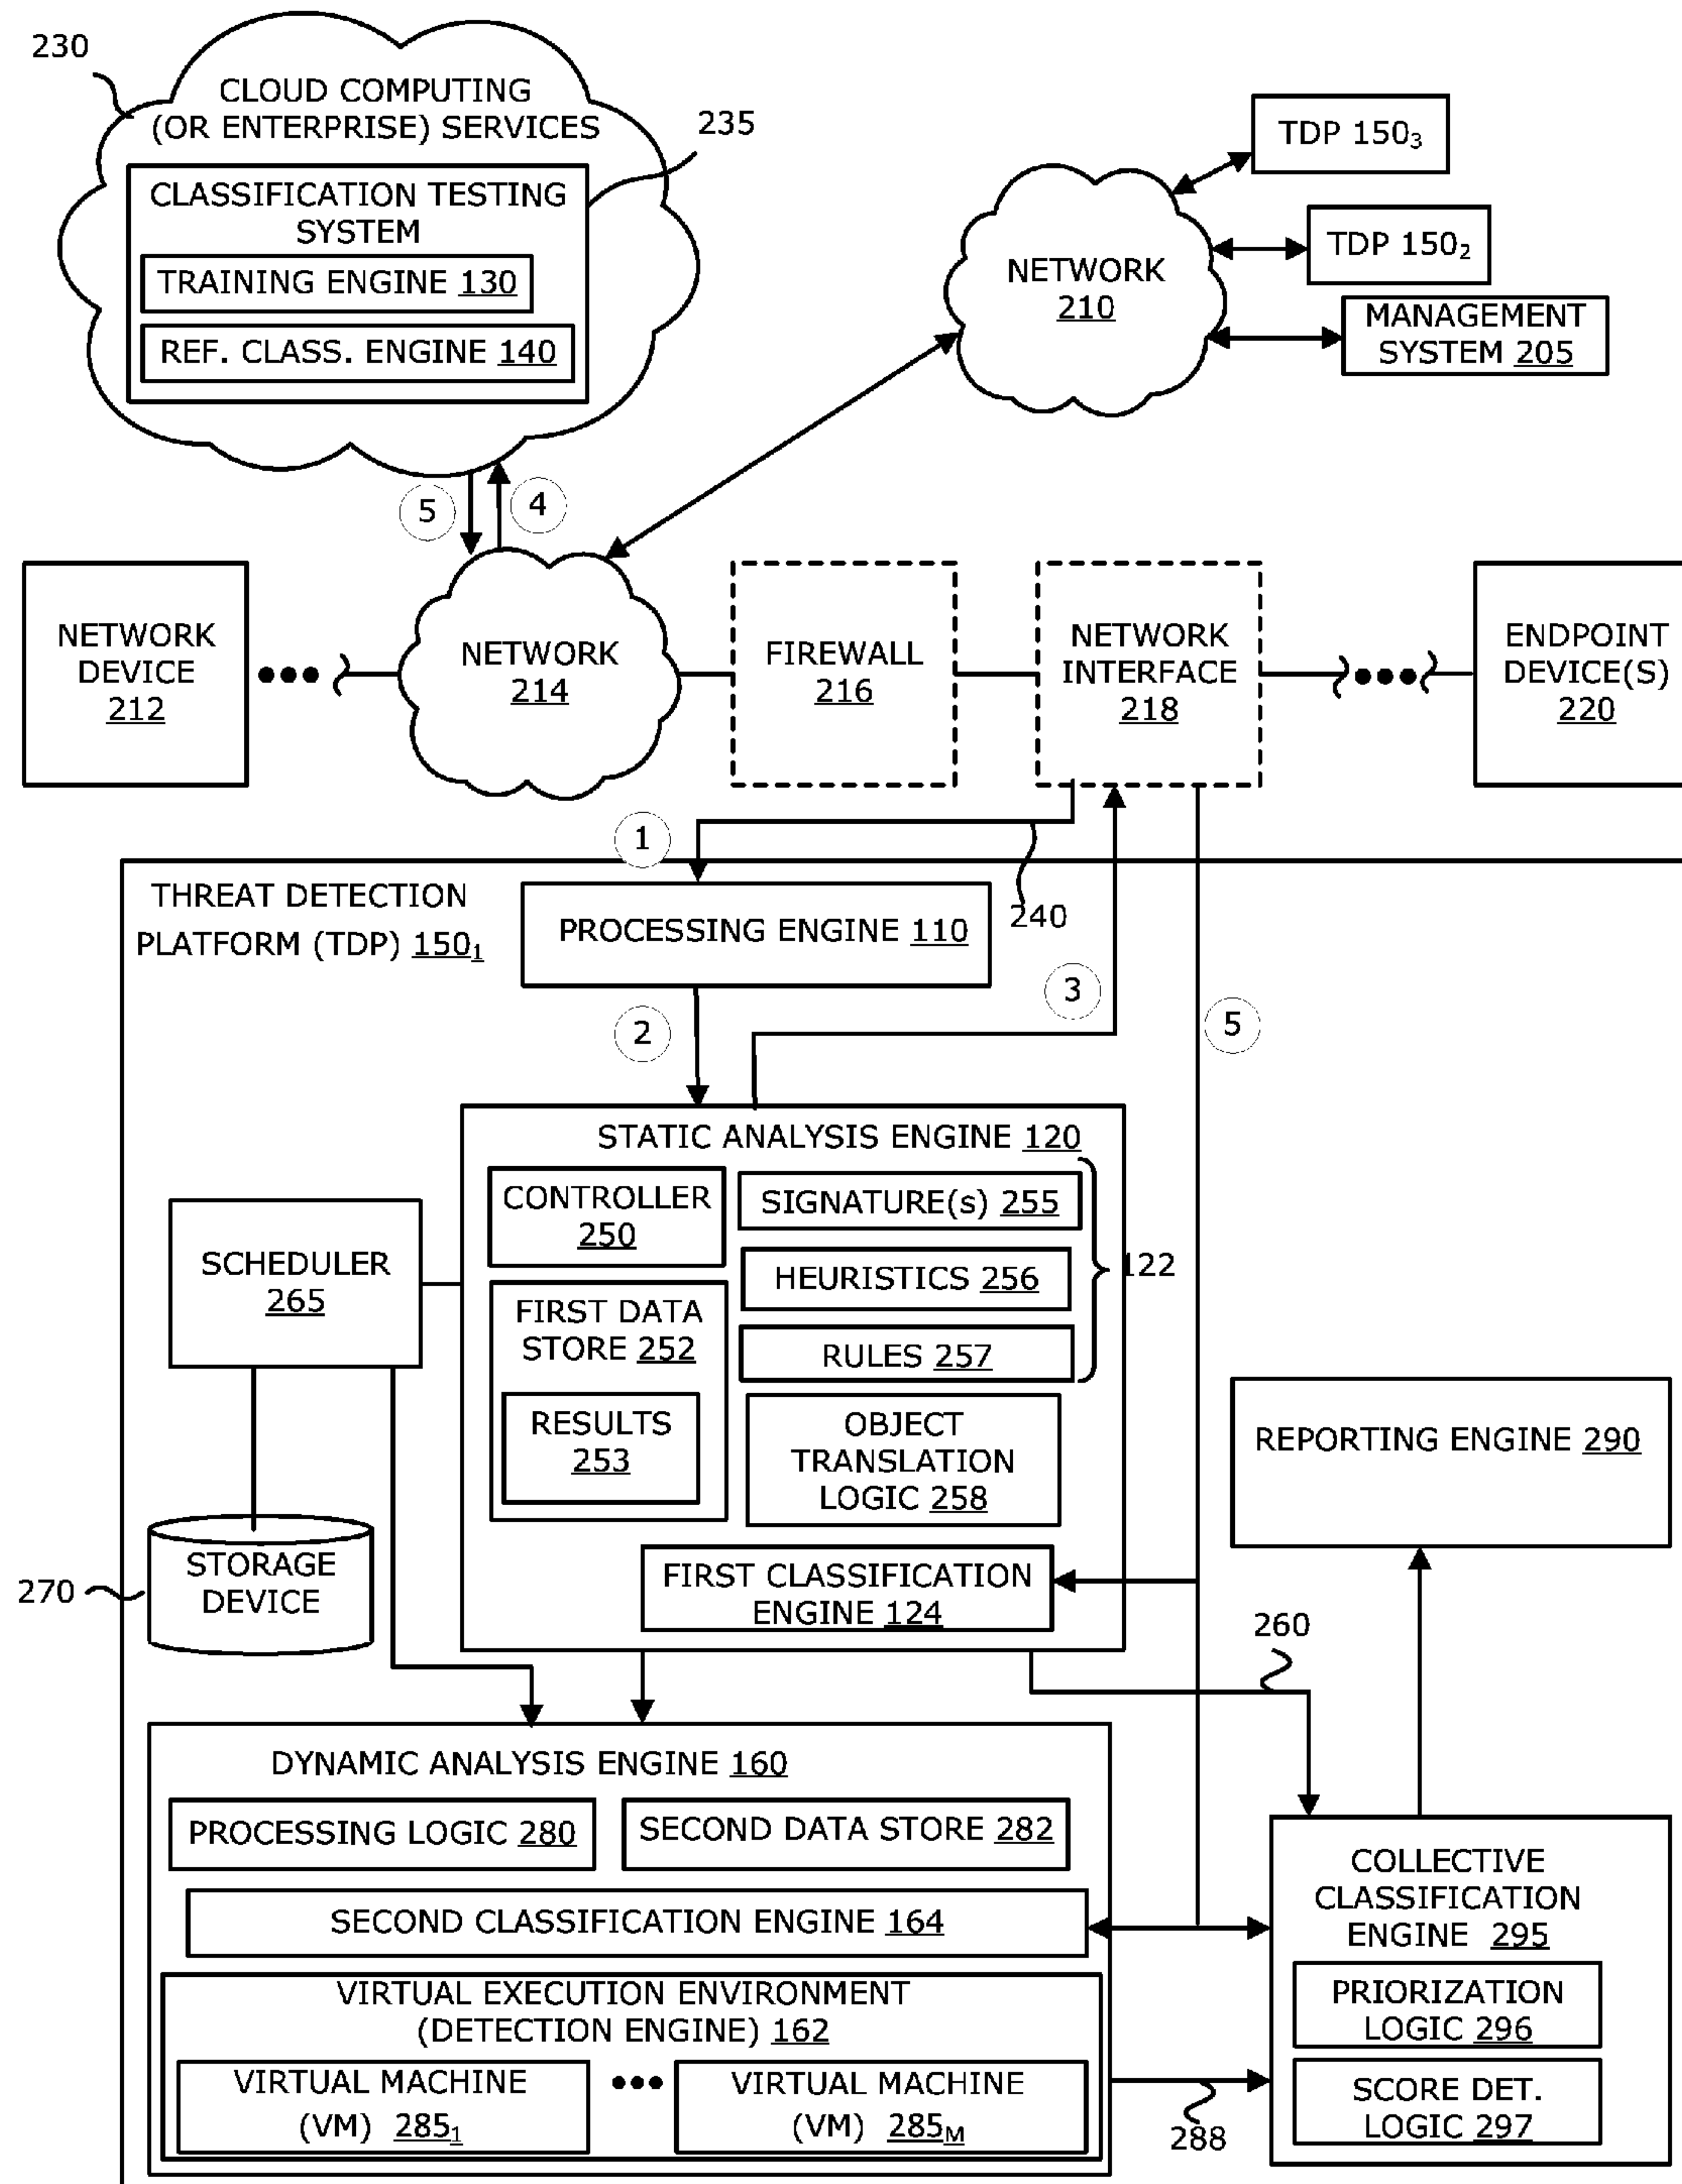 230
CLOUD COMPUTING
(OR ENTERPRISE) SERVICES
235
CLASSIFICATION TESTING
SYSTEM
TRAINING ENGINE 130
REF. CLASS. ENGINE 140
TDP 150₃
TDP 150₂
NETWORK
210
MANAGEMENT
SYSTEM 205
5
4
NETWORK
DEVICE
212
NETWORK
214
FIREWALL
216
NETWORK
INTERFACE
218
ENDPOINT
DEVICE(S)
220
1
240
THREAT DETECTION
PLATFORM (TDP) 150₁
PROCESSING ENGINE 110
2
3
5
STATIC ANALYSIS ENGINE 120
CONTROLLER
250
SIGNATURE(s) 255
HEURISTICS 256
RULES 257
122
FIRST DATA
STORE 252
RESULTS
253
OBJECT
TRANSLATION
LOGIC 258
FIRST CLASSIFICATION
ENGINE 124
SCHEDULER
265
270
STORAGE
DEVICE
REPORTING ENGINE 290
260
DYNAMIC ANALYSIS ENGINE 160
PROCESSING LOGIC 280
SECOND DATA STORE 282
SECOND CLASSIFICATION ENGINE 164
VIRTUAL EXECUTION ENVIRONMENT
(DETECTION ENGINE) 162
VIRTUAL MACHINE
(VM) 285₁
VIRTUAL MACHINE
(VM) 285M
288
COLLECTIVE
CLASSIFICATION
ENGINE 295
PRIORIZATION
LOGIC 296
SCORE DET.
LOGIC 297